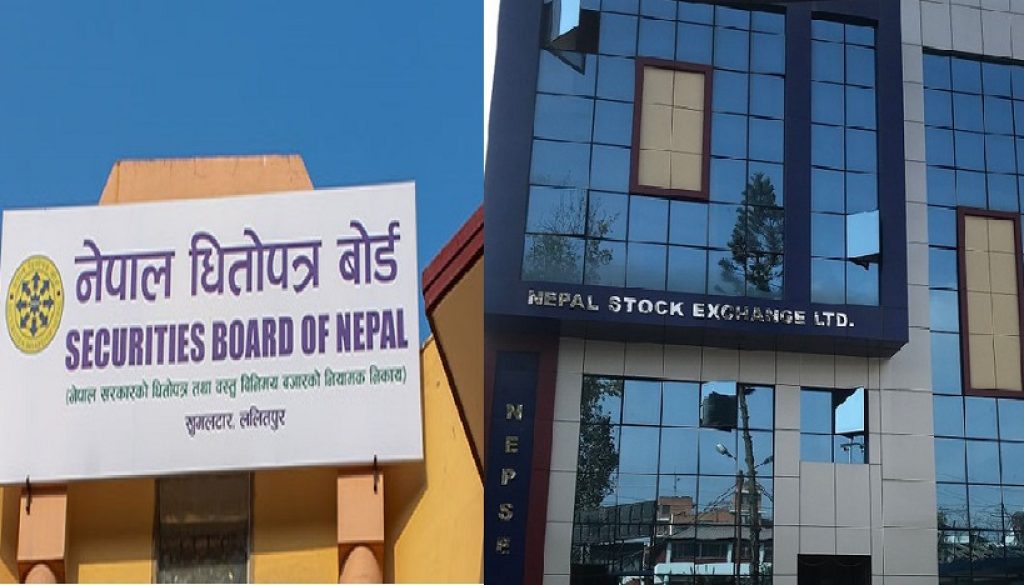 नेपाल धितोपत्र बोर्ड
SECURITIES BOARD OF NEPAL
(नेपाल सरकारको धितोपत्र तथा वस्तु विनिमय बजारको नियामक निकाय)
खुमलटार, ललितपुर
NEPAL STOCK EXCHANGE LTD.
NEPSE